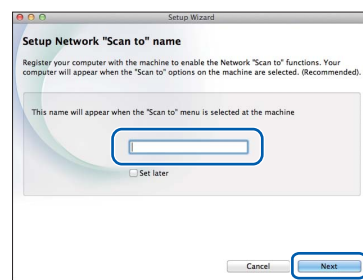 Setup Wizard
Setup Network "Scan to" name
Register your computer with the machine to enable the Network "Scan to" functions. Your
computer will appear when the "Scan to" options on the machine are selected. (Recommended).
This name will appear when the "Scan to" menu is selected at the machine
Set later
Cancel
Next